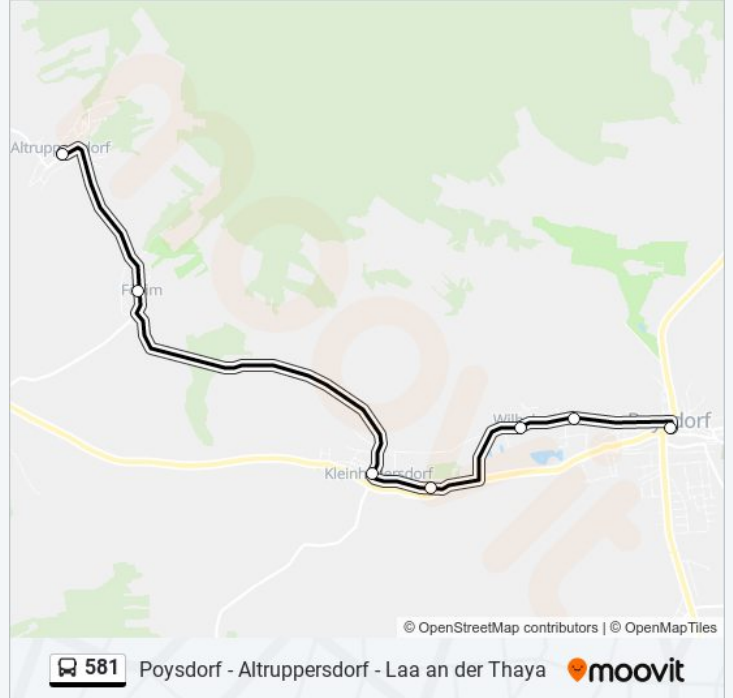 Altruppersdorf
Poysdorf
Kleinhadersdorf
© OpenStreetMap contributors | © OpenMapTiles
581 Poysdorf - Altruppersdorf - Laa an der Thaya moovit